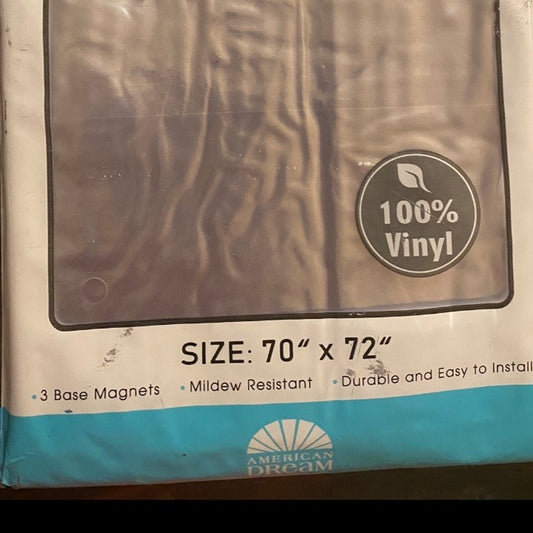 100%
Vinyl
SIZE: 70" x 72"
• 3 Base Magnets • Mildew Resistant • Durable and Easy to Install
AMERICAN
DReaM